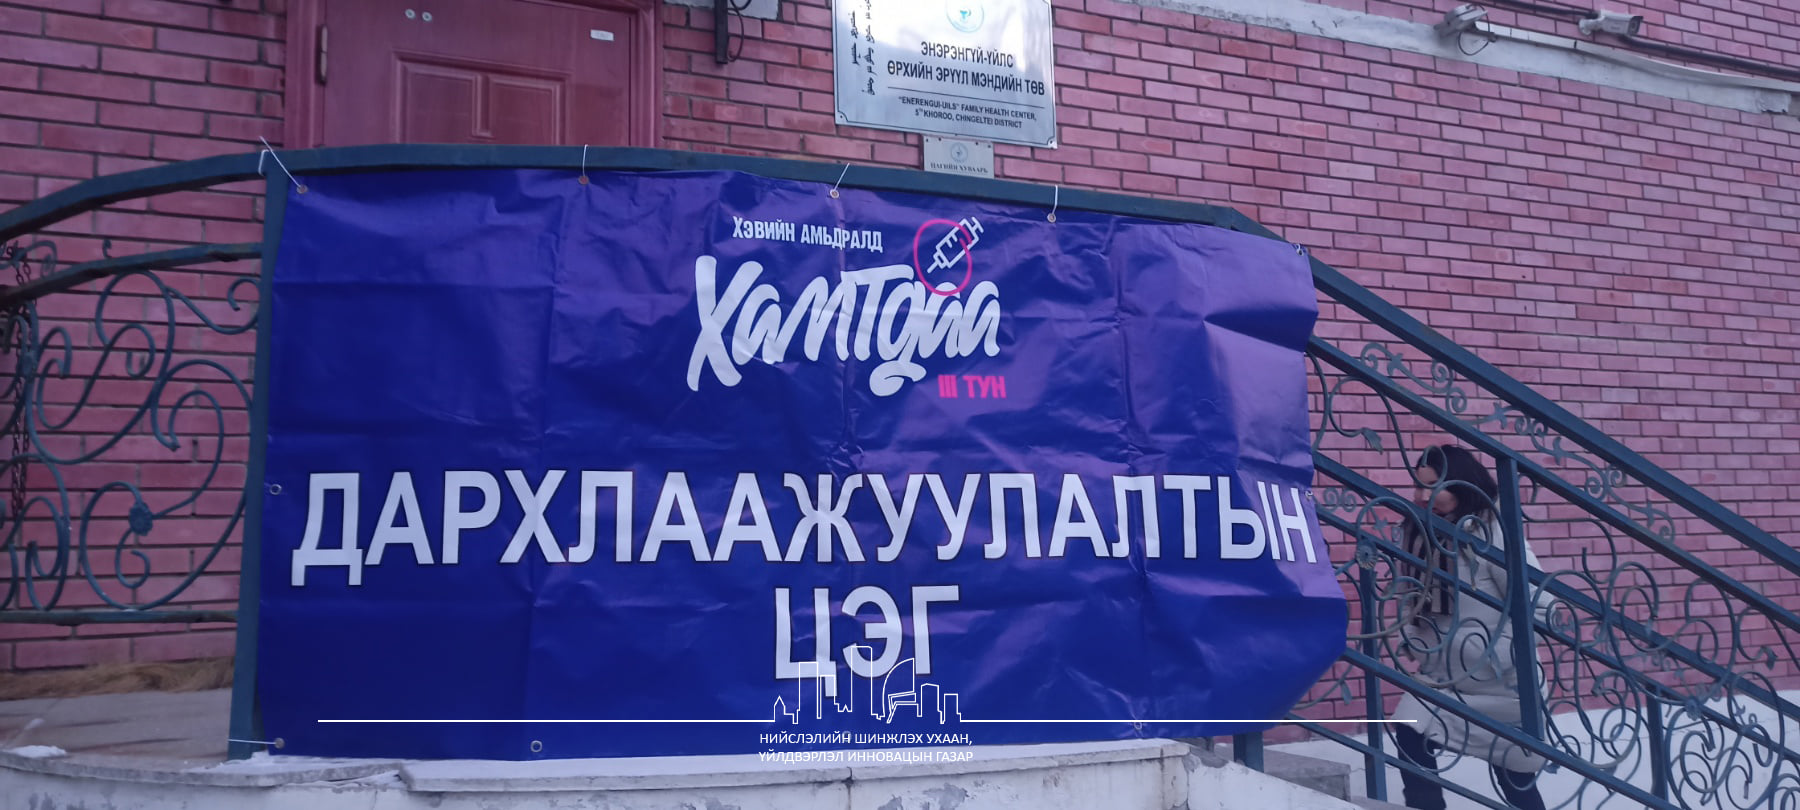 ЭНЭРЭНГҮЙ-ҮЙЛС
ӨРХИЙН ЭРҮҮЛ МЭНДИЙН ТӨВ
"ENERENGUI-UILS" FAMILY HEALTH CENTER,
5TH KHOROO, CHINGELTEI DISTRICT
ЦАГИЙН ХУВААРЬ
ХЭВИЙН АМЬДРАЛД
Хамтдаа
III ТУН
ДАРХЛААЖУУЛАЛТЫН
ЦЭГ
НИЙСЛЭЛИЙН ШИНЖЛЭХ УХААН,
ҮЙЛДВЭРЛЭЛ ИННОВАЦЫН ГАЗАР